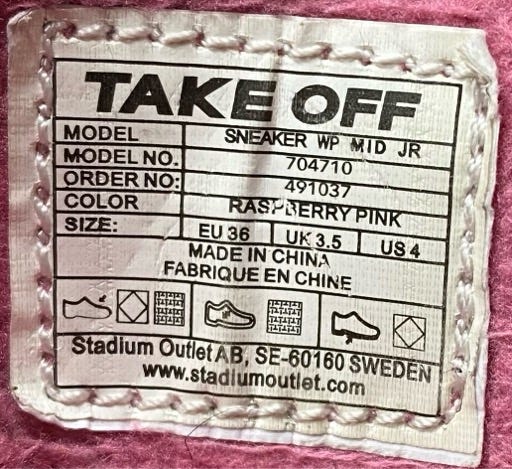 TAKE OFF
MODEL SNEAKER WP MID JR
MODEL NO. 704710
ORDER NO: 491037
COLOR RASPBERRY PINK
SIZE: EU 36 UK 3.5 US 4
MADE IN CHINA
FABRIQUE EN CHINE
Stadium Outlet AB, SE-60160 SWEDEN
www.stadiumoutlet.com